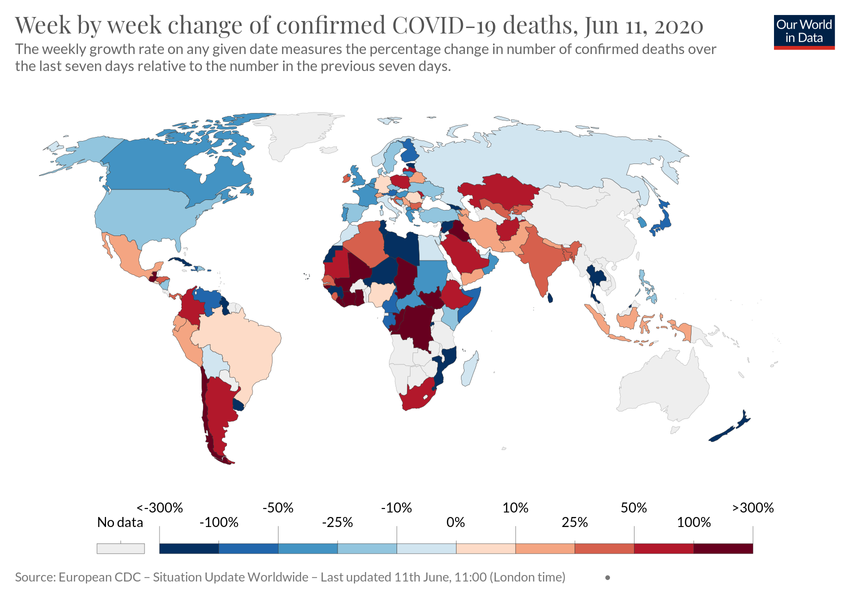 Week by week change of confirmed COVID-19 deaths, Jun 11, 2020
Our World
in Data
The weekly growth rate on any given date measures the percentage change in number of confirmed deaths over
the last seven days relative to the number in the previous seven days.
<-300% -50% -10% 10% 50% >300%
No data -100% -25% 0% 25% 100%
Source: European CDC – Situation Update Worldwide – Last updated 11th June, 11:00 (London time) •